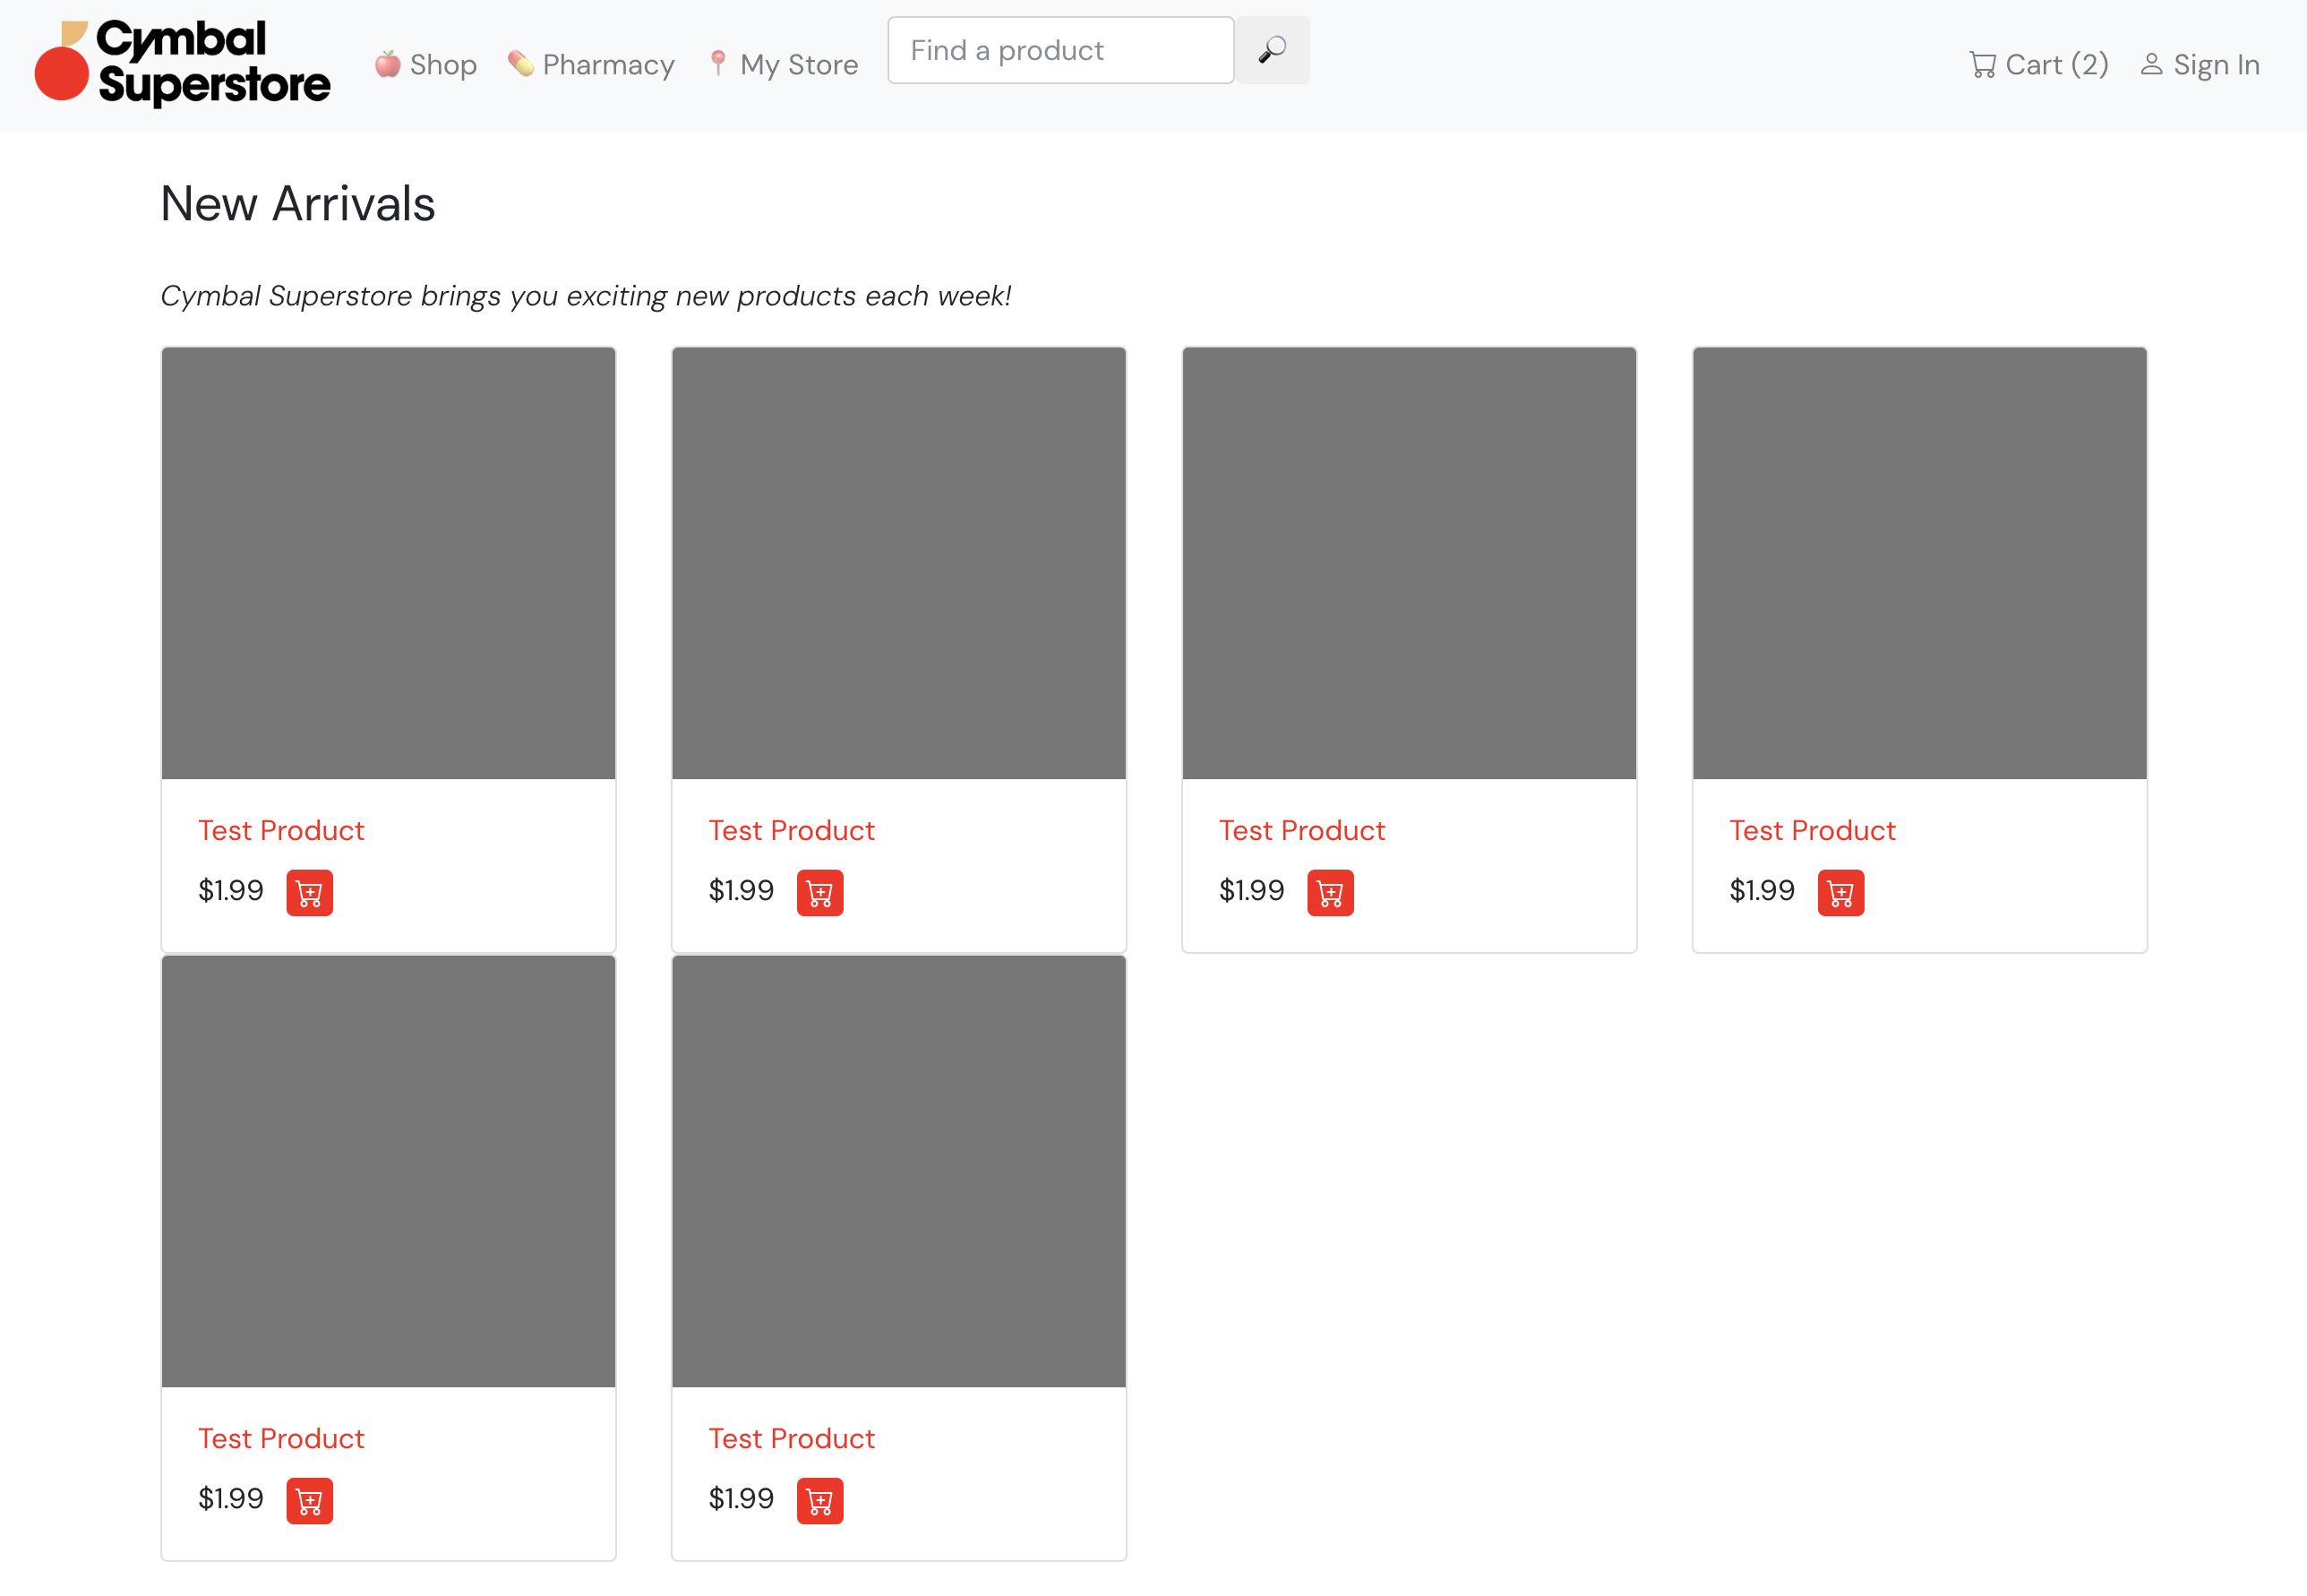 Cymbal
Superstore
Shop
Pharmacy
My Store
Find a product
Cart (2)
Sign In
New Arrivals
Cymbal Superstore brings you exciting new products each week!
Test Product
$1.99
Test Product
$1.99
Test Product
$1.99
Test Product
$1.99
Test Product
$1.99
Test Product
$1.99